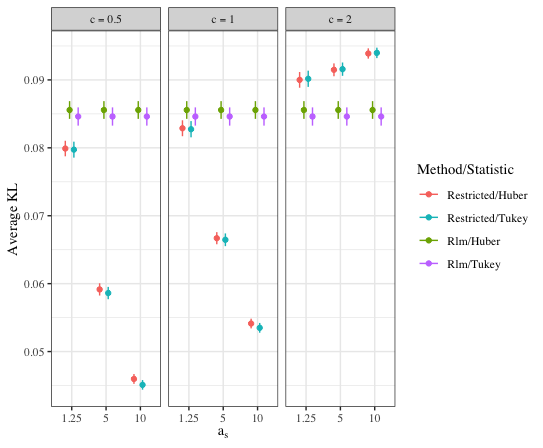 c = 0.5 c = 1 c = 2
Average KL
0.09
0.08
0.07
0.06
0.05
1.25 5 10 1.25 5 10 1.25 5 10
as
Method/Statistic
Restricted/Huber
Restricted/Tukey
Rlm/Huber
Rlm/Tukey